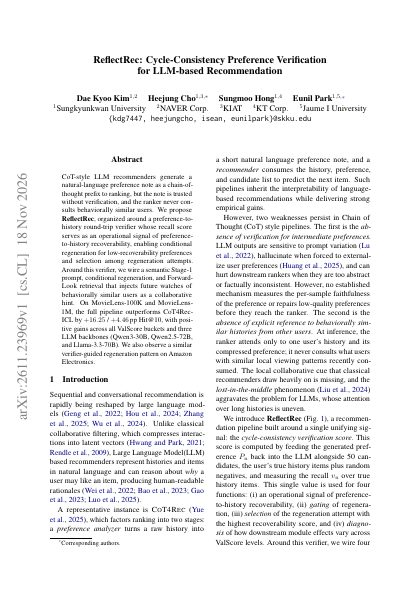 ReflectRec: Cycle-Consistency Preference Verification
for LLM-based Recommendation
Dae Kyoo Kim1,2 Heejung Cho1,3,* Sungmoo Hong1,4 Eunil Park1,5,*
1Sungkyunkwan University 2NAVER Corp. 3KIAT 4KT Corp. 5Jaume I University
{kdg7447, heejungcho, isean, eunilpark}@skku.edu
arXiv:2611.23969v1 [cs.CL] 18 Nov 2026
Abstract
CoT-style LLM recommenders generate a
natural-language preference note as a chain-of-
thought prefix to ranking, but the note is trusted
without verification, and the ranker never con-
sults behaviorally similar users. We propose
ReflectRec, organized around a preference-to-
history round-trip verifier whose recall score
serves as an operational signal of preference-
to-history recoverability, enabling conditional
regeneration for low-recoverability preferences
and selection among regeneration attempts.
Around this verifier, we wire a semantic Stage-1
prompt, conditional regeneration, and Forward-
Look retrieval that injects future watches of
behaviorally similar users as a collaborative
hint. On MovieLens-100K and MovieLens-
1M, the full pipeline outperforms CoT4Rec-
ICL by +16.25 / +4.46 pp Hit@10, with posi-
tive gains across all ValScore buckets and three
LLM backbones (Qwen3-30B, Qwen2.5-72B,
and Llama-3.3-70B). We also observe a similar
verifier-guided regeneration pattern on Amazon
Electronics.
1 Introduction
Sequential and conversational recommendation is
rapidly being reshaped by large language mod-
els (Geng et al., 2022; Hou et al., 2024; Zhang
et al., 2025; Wu et al., 2024). Unlike classical
collaborative filtering, which compresses interac-
tions into latent vectors (Hwang and Park, 2021;
Rendle et al., 2009), Large Language Model(LLM)
based recommenders represent histories and items
in natural language and can reason about why a
user may like an item, producing human-readable
rationales (Wei et al., 2022; Bao et al., 2023; Gao
et al., 2023; Luo et al., 2025).
A representative instance is COT4REC (Yue
et al., 2025), which factors ranking into two stages:
a preference analyzer turns a raw history into
*Corresponding authors.
a short natural language preference note, and a
recommender consumes the history, preference,
and candidate list to predict the next item. Such
pipelines inherit the interpretability of language-
based recommendations while delivering strong
empirical gains.
However, two weaknesses persist in Chain of
Thought (CoT) style pipelines. The first is the ab-
sence of verification for intermediate preferences.
LLM outputs are sensitive to prompt variation (Lu
et al., 2022), hallucinate when forced to external-
ize user preferences (Huang et al., 2025), and can
hurt downstream rankers when they are too abstract
or factually inconsistent. However, no established
mechanism measures the per-sample faithfulness
of the preference or repairs low-quality preferences
before they reach the ranker. The second is the
absence of explicit reference to behaviorally sim-
ilar histories from other users. At inference, the
ranker attends only to one user's history and its
compressed preference; it never consults what users
with similar local viewing patterns recently con-
sumed. The local collaborative cue that classical
recommenders draw heavily on is missing, and the
lost-in-the-middle phenomenon (Liu et al., 2024)
aggravates the problem for LLMs, whose attention
over long histories is uneven.
We introduce ReflectRec (Fig. 1), a recommen-
dation pipeline built around a single unifying sig-
nal: the cycle-consistency verification score. This
score is computed by feeding the generated pref-
erence Pu back into the LLM alongside 50 can-
didates, the user's true history items plus random
negatives, and measuring the recall vu over true
history items. This single value is used for four
functions: (i) an operational signal of preference-
to-history recoverability, (ii) gating of regenera-
tion, (iii) selection of the regeneration attempt with
the highest recoverability score, and (iv) diagno-
sis of how downstream module effects vary across
ValScore levels. Around this verifier, we wire four